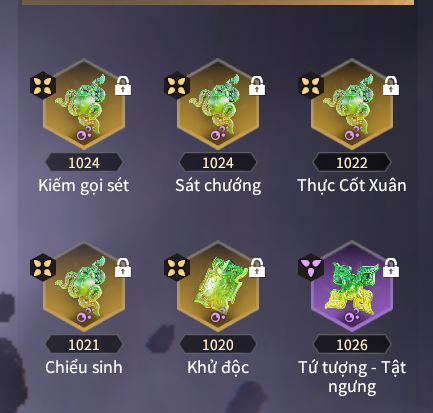 1024 1024 1022
Kiếm gọi sét Sát chướng Thực Cốt Xuân
1021 1020 1026
Chiểu sinh Khử độc Tứ tượng - Tật
ngưng